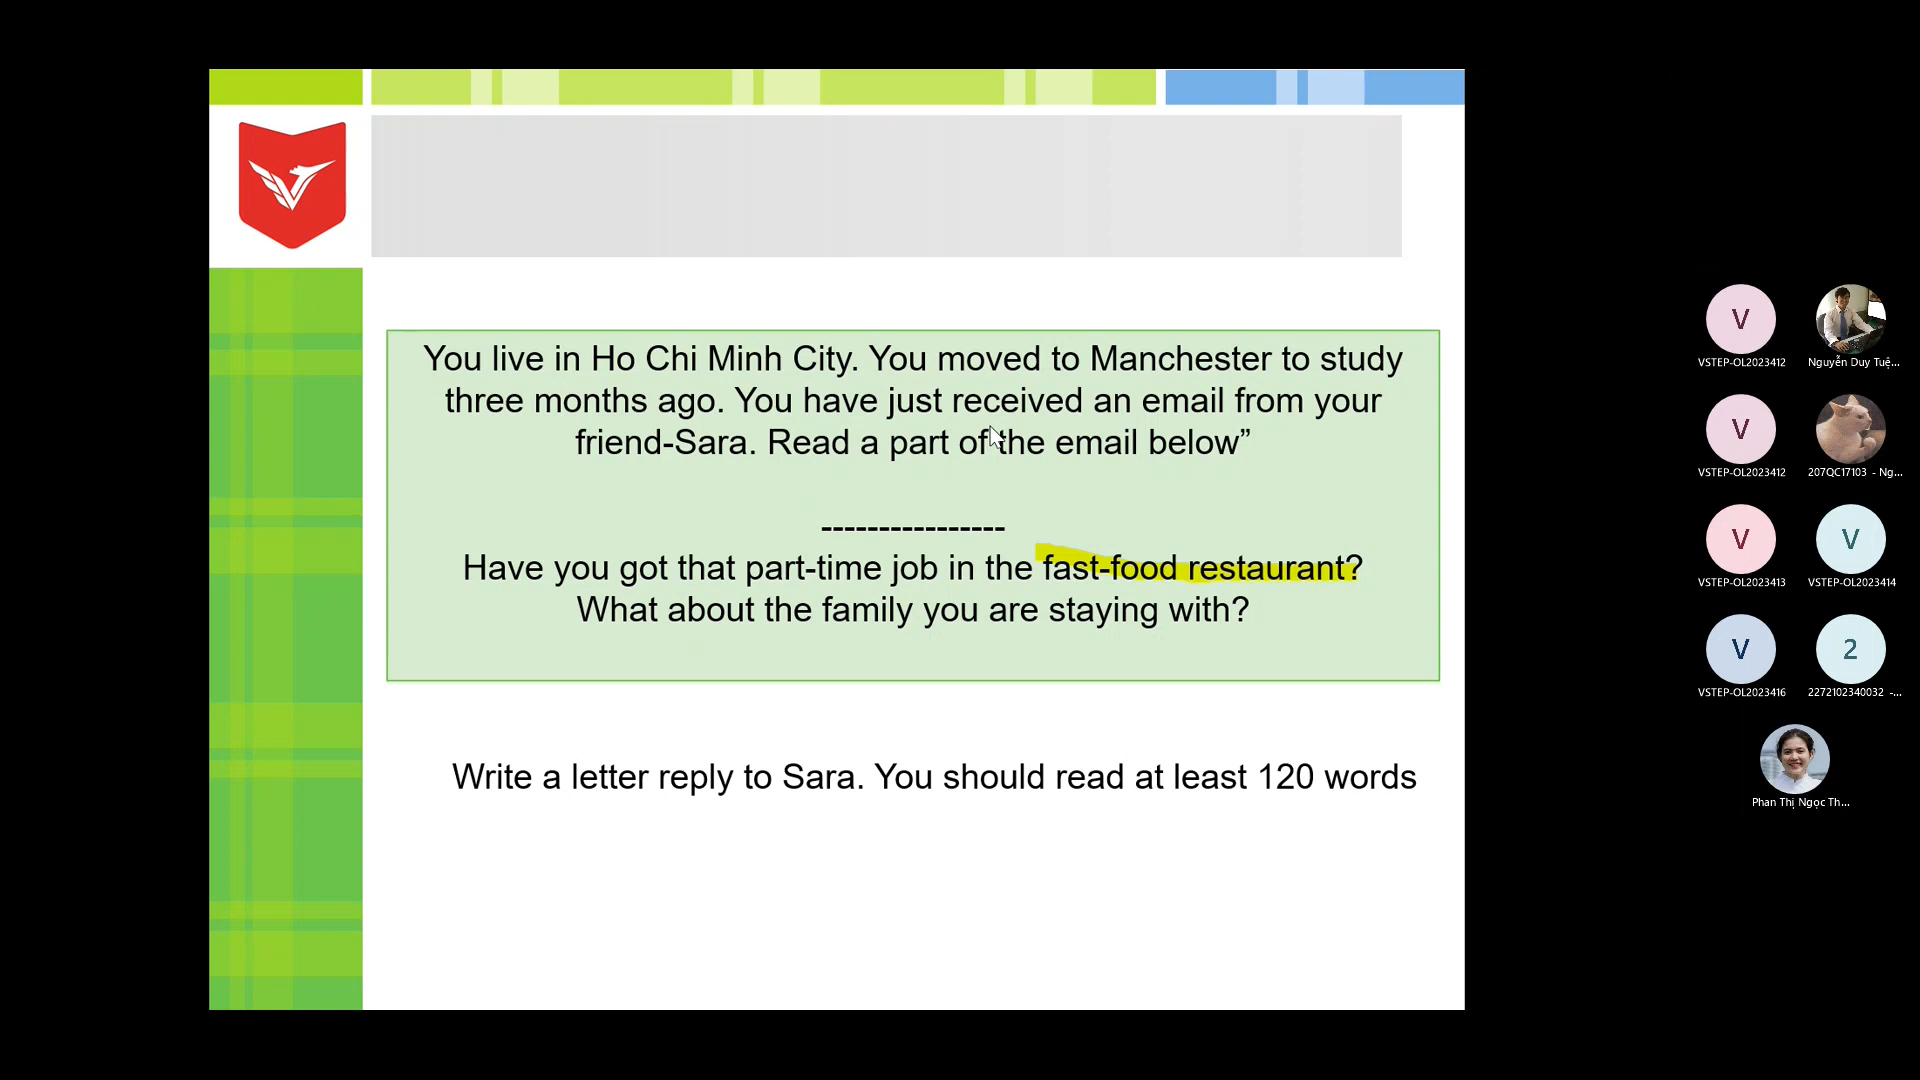 You live in Ho Chi Minh City. You moved to Manchester to study
three months ago. You have just received an email from your
friend-Sara. Read a part of the email below”
----------------
Have you got that part-time job in the fast-food restaurant?
What about the family you are staying with?
Write a letter reply to Sara. You should read at least 120 words
V
VSTEP-OL2023412
Nguyễn Duy Tuệ...
V
VSTEP-OL2023412
207QC17103 - Ng...
V
VSTEP-OL2023413
V
VSTEP-OL2023414
V
VSTEP-OL2023416
2
2272102340032 -...
Phan Thị Ngọc Th...